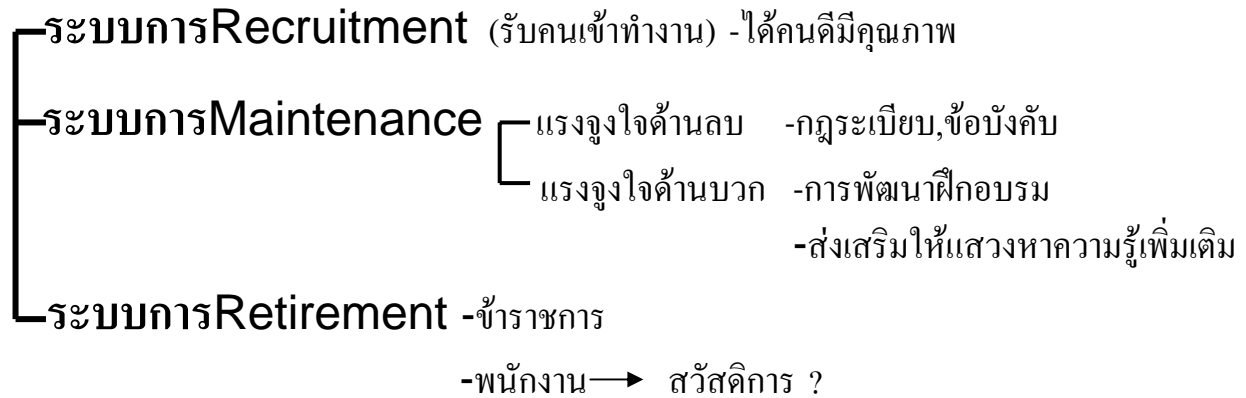 ระบบการRecruitment (รับคนเข้าทำงาน) -ได้คนดีมีคุณภาพ
ระบบการMaintenance แรงจูงใจด้านลบ -กฎระเบียบ,ข้อบังคับ
แรงจูงใจด้านบวก -การพัฒนาฝึกอบรม
-ส่งเสริมให้แสวงหาความรู้เพิ่มเติม
ระบบการRetirement -ข้าราชการ
-พนักงาน→ สวัสดิการ ?